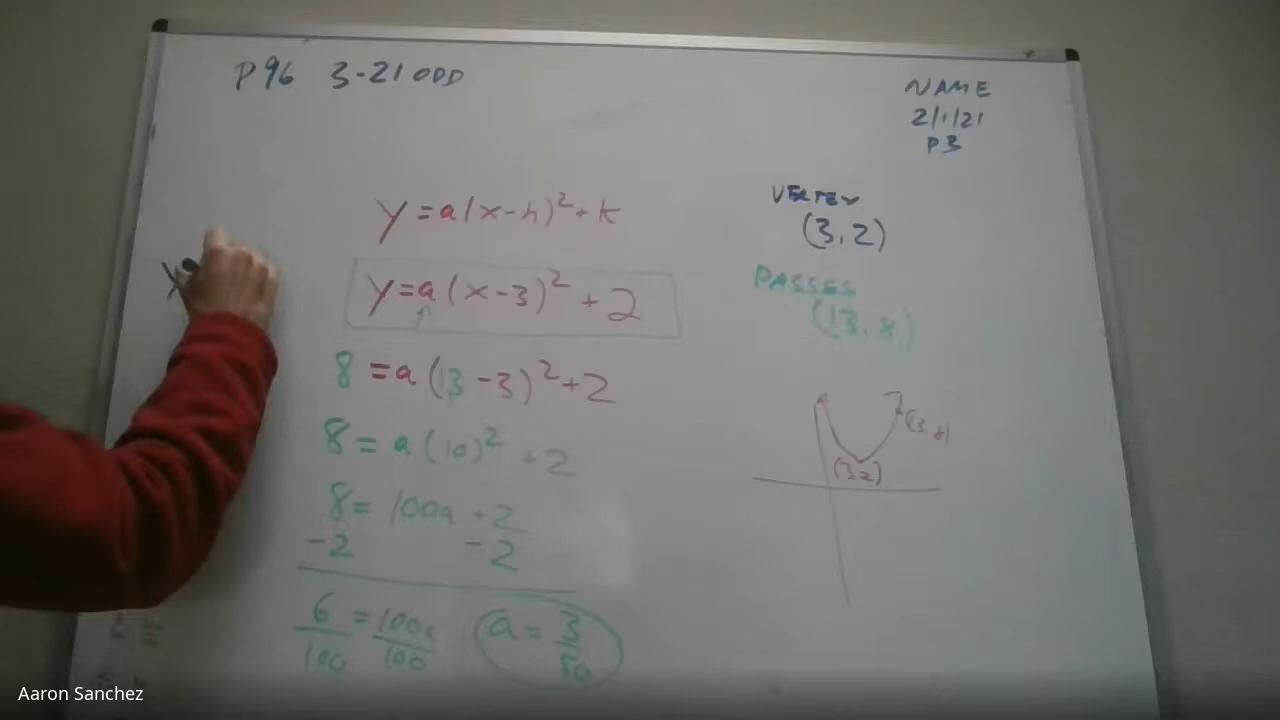 P96 3-21 ODD
NAME
2/1/21
P3
y = a(x-h)² + k
y = a(x-3)² + 2
8 = a(13-3)² + 2
8 = a(10)² + 2
8 = 100a + 2
-2 -2
6/100 = 100a/100
a = 3/50
VERTEX
(3,2)
PASSES
(13,8)
(13,8)
(3,2)
y
Aaron Sanchez